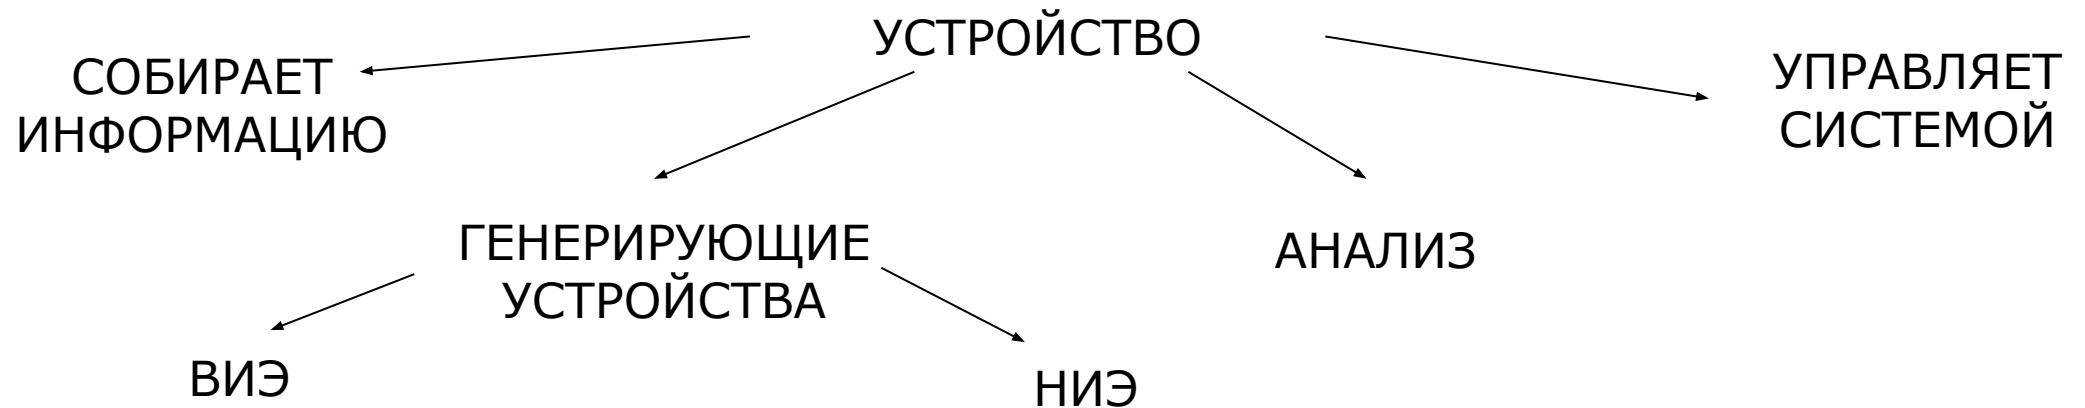 УСТРОЙСТВО
СОБИРАЕТ
ИНФОРМАЦИЮ
УПРАВЛЯЕТ
СИСТЕМОЙ
ГЕНЕРИРУЮЩИЕ
УСТРОЙСТВА
АНАЛИЗ
ВИЭ
НИЭ